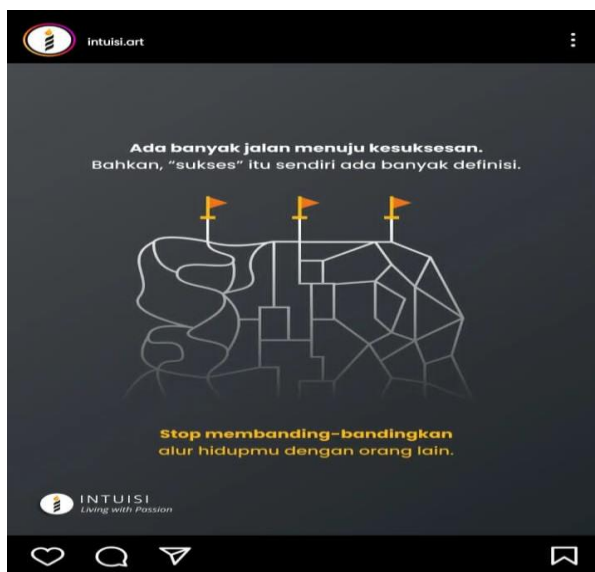 intuisi.art
Ada banyak jalan menuju kesuksesan.
Bahkan, “sukses” itu sendiri ada banyak definisi.
Stop membanding-bandingkan
alur hidupmu dengan orang lain.
INTUISI
Living with Passion